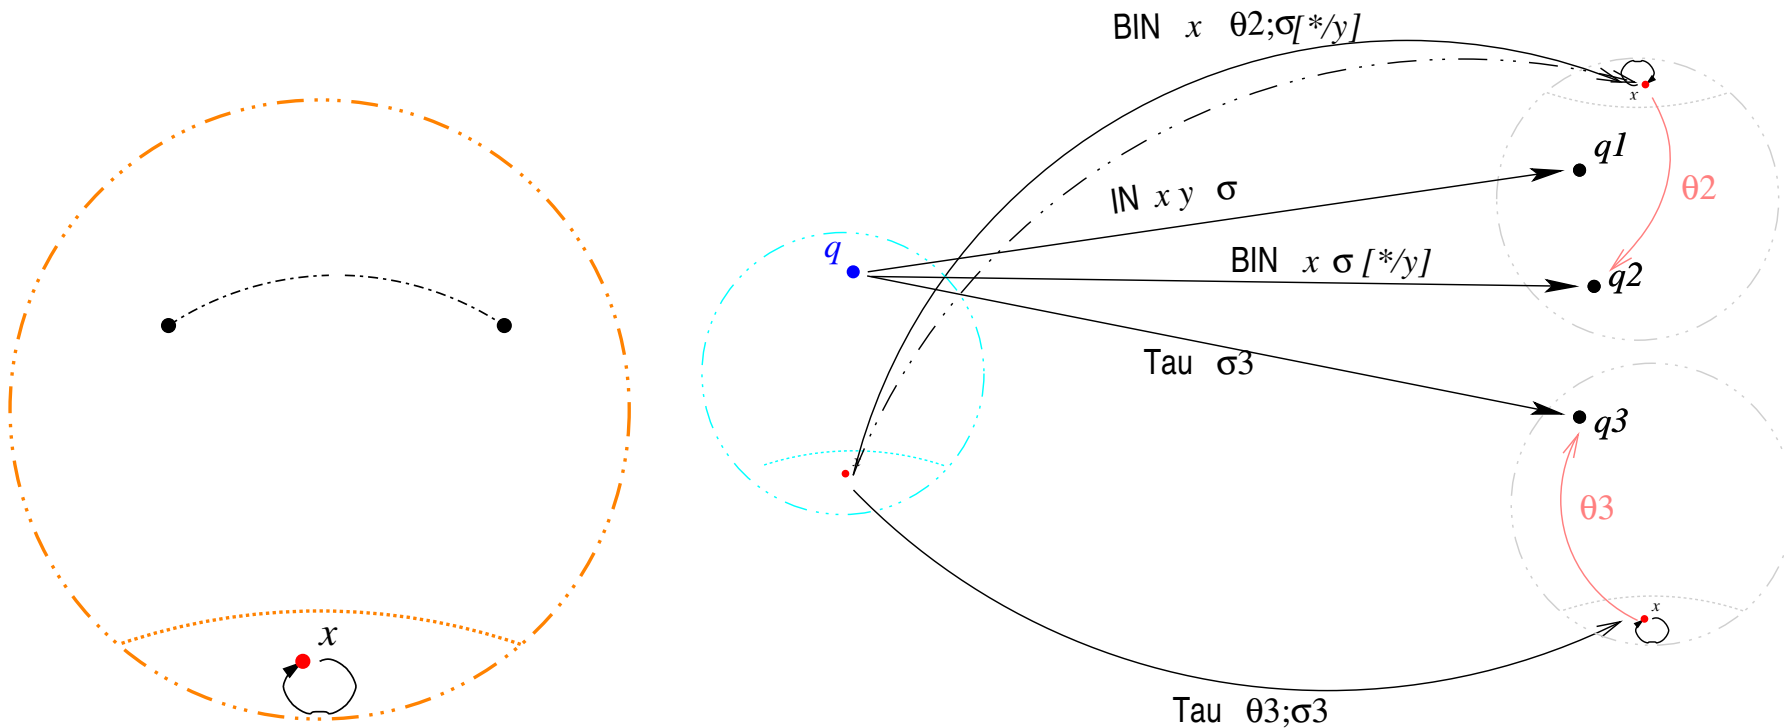 BIN x θ2;σ[*/y]
x
q1
IN x y σ
θ2
q
BIN x σ [*/y]
q2
Tau σ3
q3
x
θ3
x
x
Tau θ3;σ3